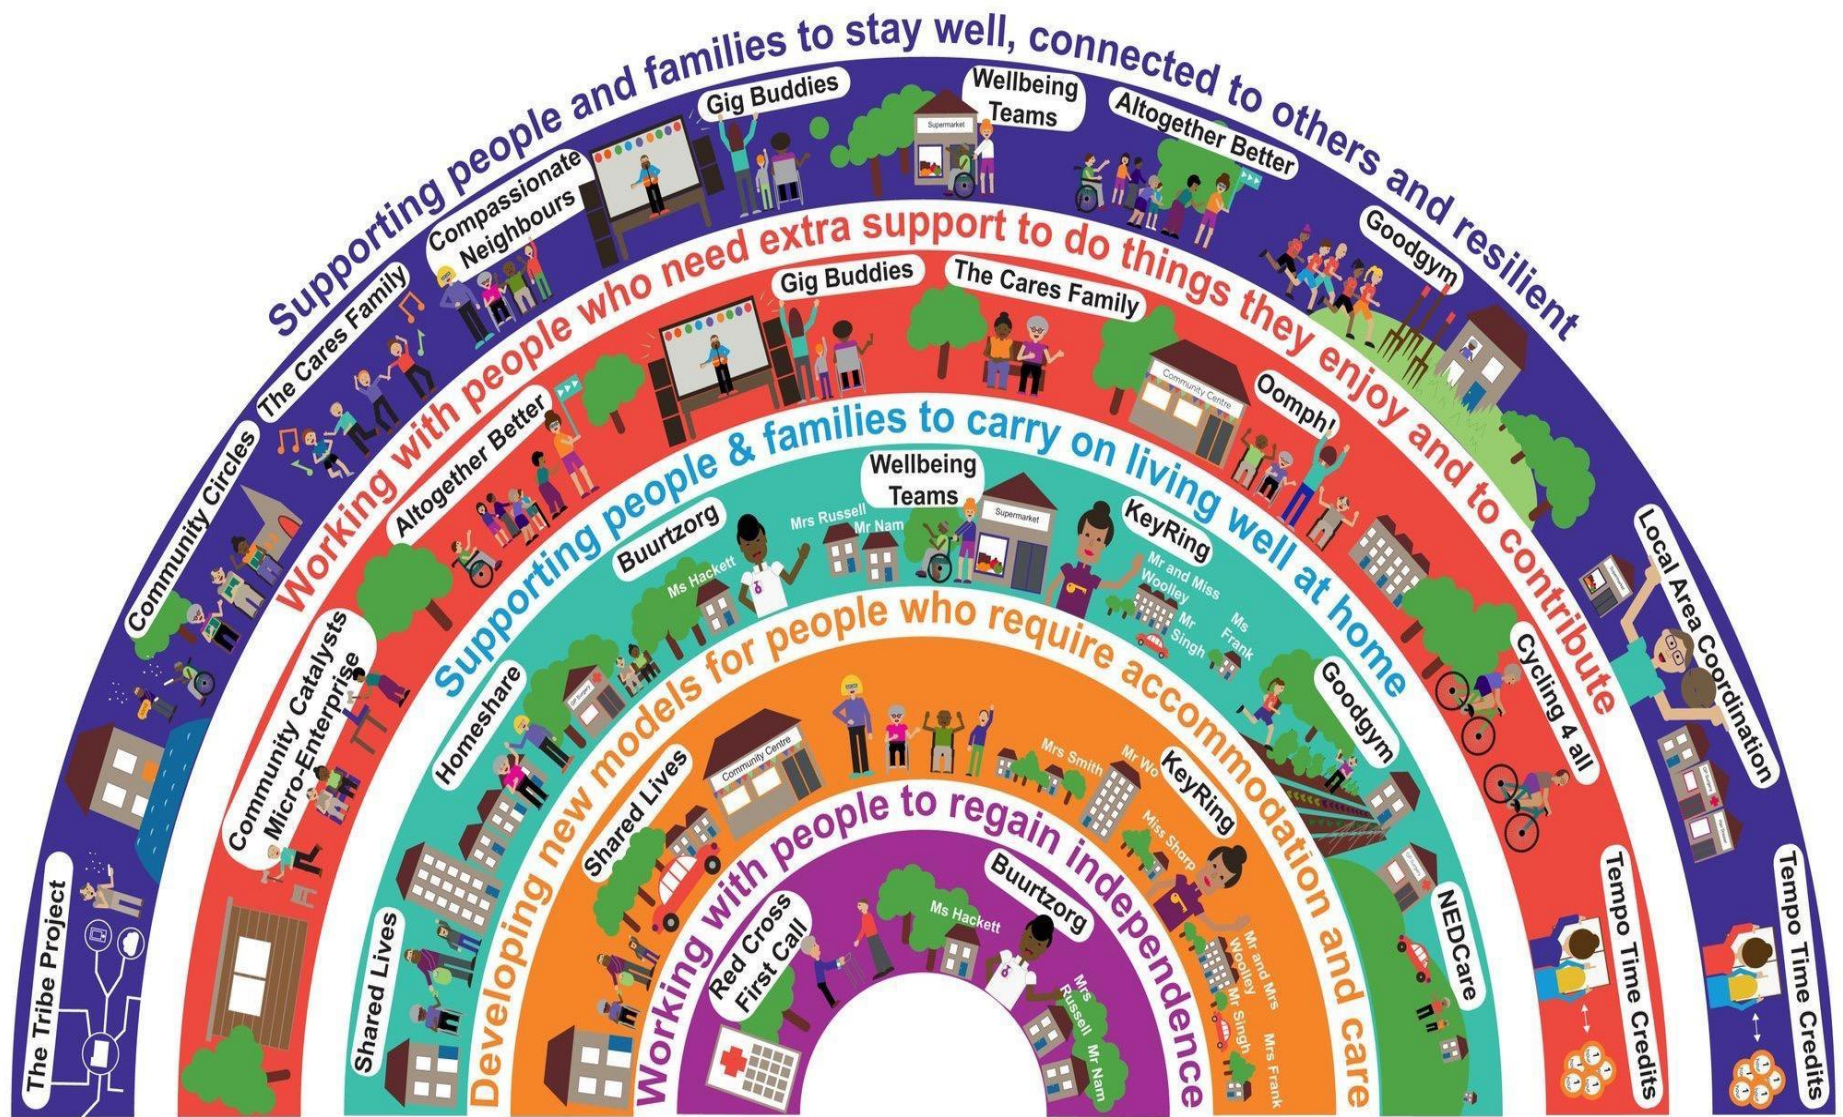 Supporting people and families to stay well, connected to others and resilient
The Tribe Project
Community Circles
The Cares Family
Compassionate
Neighbours
Gig Buddies
Supermarket
Wellbeing
Teams
Altogether Better
Goodgym
Local Area Coordination
Tempo Time Credits
Working with people who need extra support to do things they enjoy and to contribute
Community Catalysts
Micro-Enterprise
Altogether Better
Gig Buddies
The Cares Family
Community Centre
Oomph!
Cycling 4 all
Tempo Time Credits
Supporting people & families to carry on living well at home
Shared Lives
Homeshare
GP Surgery
Buurtzorg
Ms Hackett
Mrs Russell
Mr Nam
Wellbeing
Teams
Supermarket
KeyRing
Mr and Miss
Woolley
Mr
Singh
Ms
Frank
Goodgym
NEDCare
Developing new models for people who require accommodation and care
Shared Lives
Community Centre
Mrs Smith
Mr Wo
KeyRing
Miss Sharp
Mr and Mrs
Woolley
Mr Singh
Mrs Frank
Working with people to regain independence
Red Cross
First Call
Ms Hackett
Buurtzorg
Mrs
Russell
Mr Nam